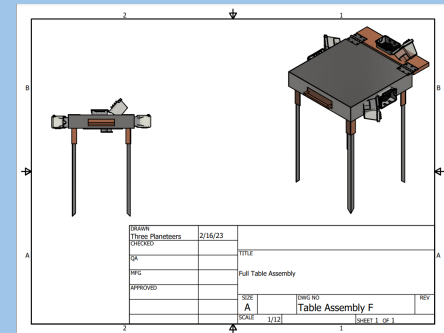 2
1
B
B
DRAWN
Three Planeteers
2/16/23
CHECKED
QA
TITLE
A
A
MFG
Full Table Assembly
APPROVED
SIZE
DWG NO
REV
A
Table Assembly F
SCALE
1/12
SHEET 1 OF 1
2
1